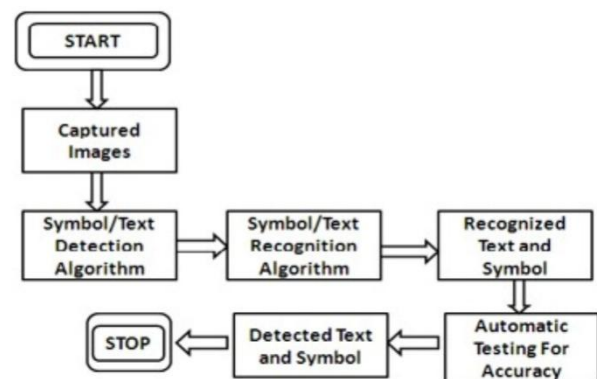 START
Captured
Images
Symbol/Text
Detection
Algorithm
Symbol/Text
Recognition
Algorithm
Recognized
Text and
Symbol
Automatic
Testing For
Accuracy
Detected Text
and Symbol
STOP